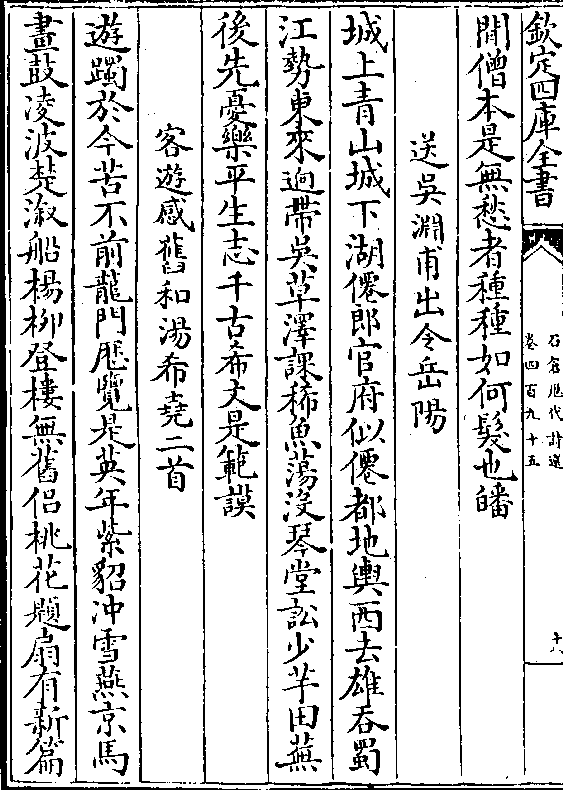 欽定四庫全書
石倉歷代詩選
卷四百九十五
十六
閒僧本是無愁者種種如何髮也皤
送吳淵甫出令岳陽
城上青山城下湖僊郎官府似僊都地輿西去雄吞蜀
江勢東來逈帶吳草澤課稀魚蕩沒琴堂訟少芋田蕪
後先憂樂平生志千古希文是範謨
客遊感舊和湯希堯二首
遊躅於今苦不前龍門歴覽是英年紫貂冲雪燕京馬
畫鼓凌波楚溆船楊柳登樓無舊侣桃花題扇有新篇